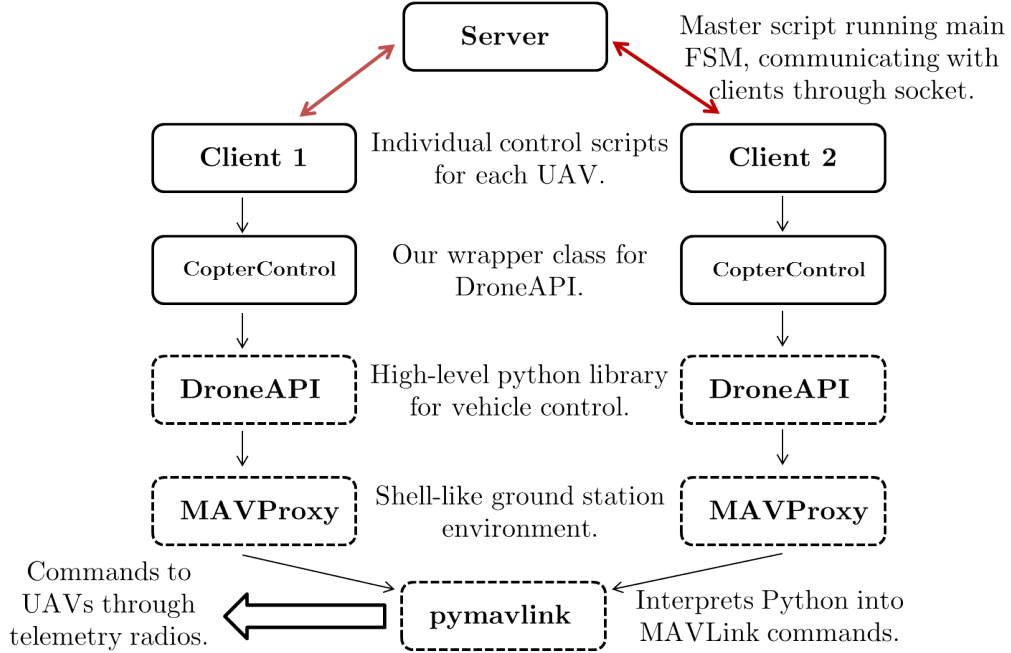 Server
Master script running main
FSM, communicating with
clients through socket.
Client 1
Individual control scripts
for each UAV.
Client 2
CopterControl
Our wrapper class for
DroneAPI.
CopterControl
DroneAPI
High-level python library
for vehicle control.
DroneAPI
MAVProxy
Shell-like ground station
environment.
MAVProxy
Commands to
UAVs through
telemetry radios.
pymavlink
Interprets Python into
MAVLink commands.